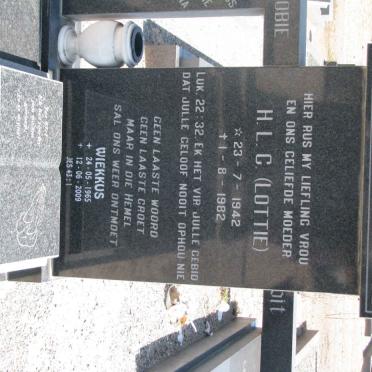 HIER RUS MY LIEFLING VROU
EN ONS GELIEFDE MOEDER
H.L.C (LOTTIE)
☆ 23-7-1942
✝ 1-8-1982
LUK. 22:32. EK HET VIR JULLE GEBID
DAT JULLE GELOOF NOOIT OPHOU NIE
GEEN LAASTE WOORD
GEEN LAASTE GROET
MAAR IN DIE HEMEL
SAL ONS WEER ONTMOET
WICKKUS
24-05-1965
✝ 12-06-2009
JES 43:1
OBIE